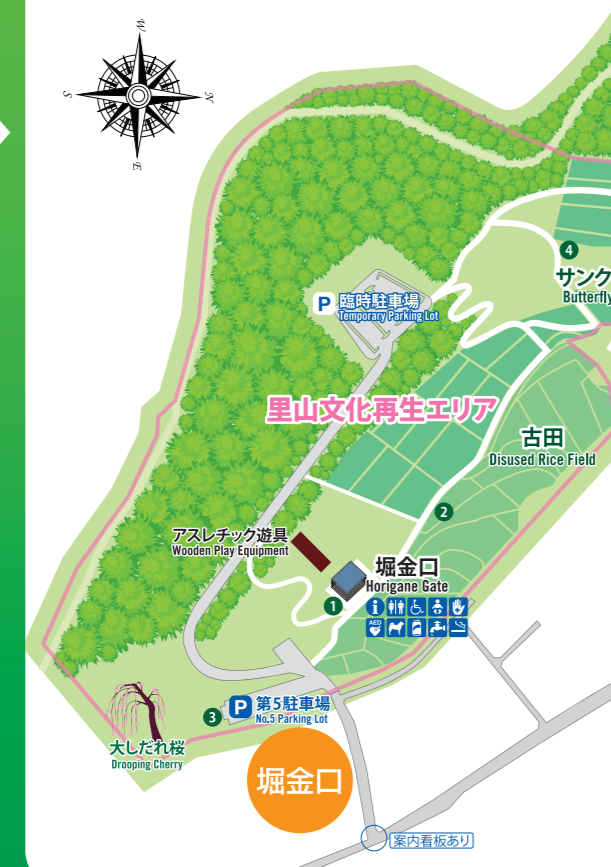 W
S
N
E
4
サンク
Butterfly
P 臨時駐車場
Temporary Parking Lot
里山文化再生エリア
古田
Disused Rice Field
2
アスレチック遊具
Wooden Play Equipment
堀金口
Horigane Gate
1
i
AED
P 第5駐車場
No.5 Parking Lot
3
大しだれ桜
Drooping Cherry
堀金口
案内看板あり